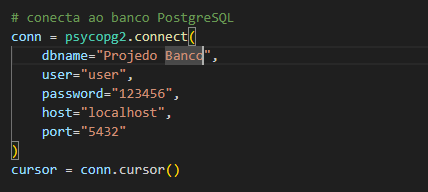 # conecta ao banco PostgreSQL
conn = psycopg2.connect(
    dbname="Projedo Banco",
    user="user",
    password="123456",
    host="localhost",
    port="5432"
)
cursor = conn.cursor()